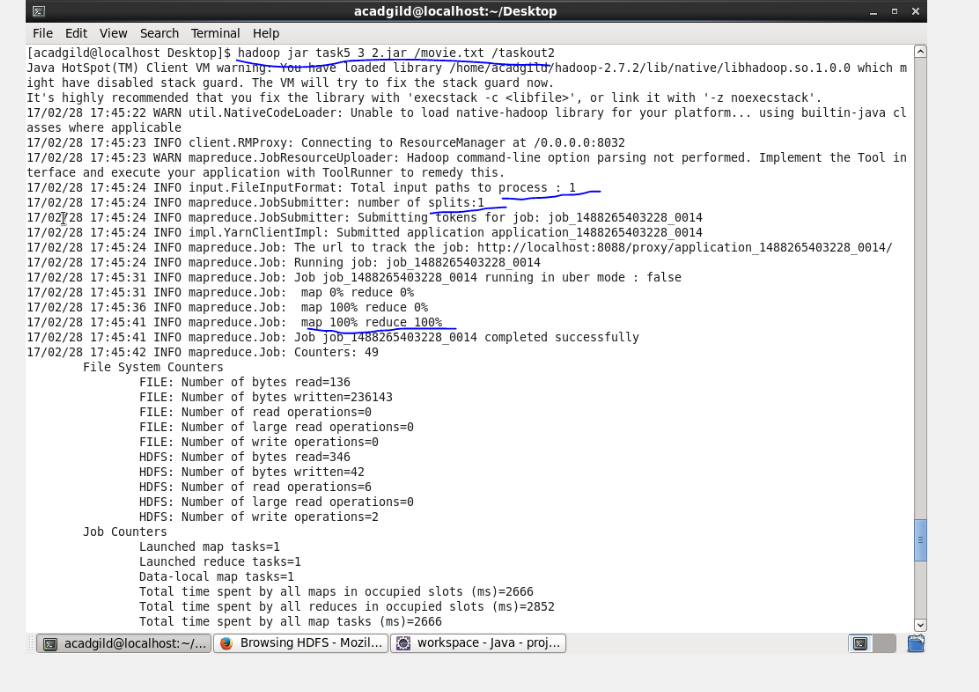 acadgild@localhost:~/Desktop
File Edit View Search Terminal Help
[acadgild@localhost Desktop]$ hadoop jar task5_3_2.jar /movie.txt /taskout2
Java HotSpot(TM) Client VM warning: You have loaded library /home/acadgild/hadoop-2.7.2/lib/native/libhadoop.so.1.0.0 which m
ight have disabled stack guard. The VM will try to fix the stack guard now.
It's highly recommended that you fix the library with 'execstack -c <libfile>', or link it with '-z noexecstack'.
17/02/28 17:45:22 WARN util.NativeCodeLoader: Unable to load native-hadoop library for your platform... using builtin-java cl
asses where applicable
17/02/28 17:45:23 INFO client.RMProxy: Connecting to ResourceManager at /0.0.0.0:8032
17/02/28 17:45:23 WARN mapreduce.JobResourceUploader: Hadoop command-line option parsing not performed. Implement the Tool in
terface and execute your application with ToolRunner to remedy this.
17/02/28 17:45:24 INFO input.FileInputFormat: Total input paths to process : 1
17/02/28 17:45:24 INFO mapreduce.JobSubmitter: number of splits:1
17/02/28 17:45:24 INFO mapreduce.JobSubmitter: Submitting tokens for job: job_1488265403228_0014
17/02/28 17:45:24 INFO impl.YarnClientImpl: Submitted application application_1488265403228_0014
17/02/28 17:45:24 INFO mapreduce.Job: The url to track the job: http://localhost:8088/proxy/application_1488265403228_0014/
17/02/28 17:45:24 INFO mapreduce.Job: Running job: job_1488265403228_0014
17/02/28 17:45:31 INFO mapreduce.Job: Job job_1488265403228_0014 running in uber mode : false
17/02/28 17:45:31 INFO mapreduce.Job:  map 0% reduce 0%
17/02/28 17:45:36 INFO mapreduce.Job:  map 100% reduce 0%
17/02/28 17:45:41 INFO mapreduce.Job:  map 100% reduce 100%
17/02/28 17:45:41 INFO mapreduce.Job: Job job_1488265403228_0014 completed successfully
17/02/28 17:45:42 INFO mapreduce.Job: Counters: 49
File System Counters
FILE: Number of bytes read=136
FILE: Number of bytes written=236143
FILE: Number of read operations=0
FILE: Number of large read operations=0
FILE: Number of write operations=0
HDFS: Number of bytes read=346
HDFS: Number of bytes written=42
HDFS: Number of read operations=6
HDFS: Number of large read operations=0
HDFS: Number of write operations=2
Job Counters
Launched map tasks=1
Launched reduce tasks=1
Data-local map tasks=1
Total time spent by all maps in occupied slots (ms)=2666
Total time spent by all reduces in occupied slots (ms)=2852
Total time spent by all map tasks (ms)=2666
acadgild@localhost:~/... Browsing HDFS - Mozil... workspace - Java - proj...